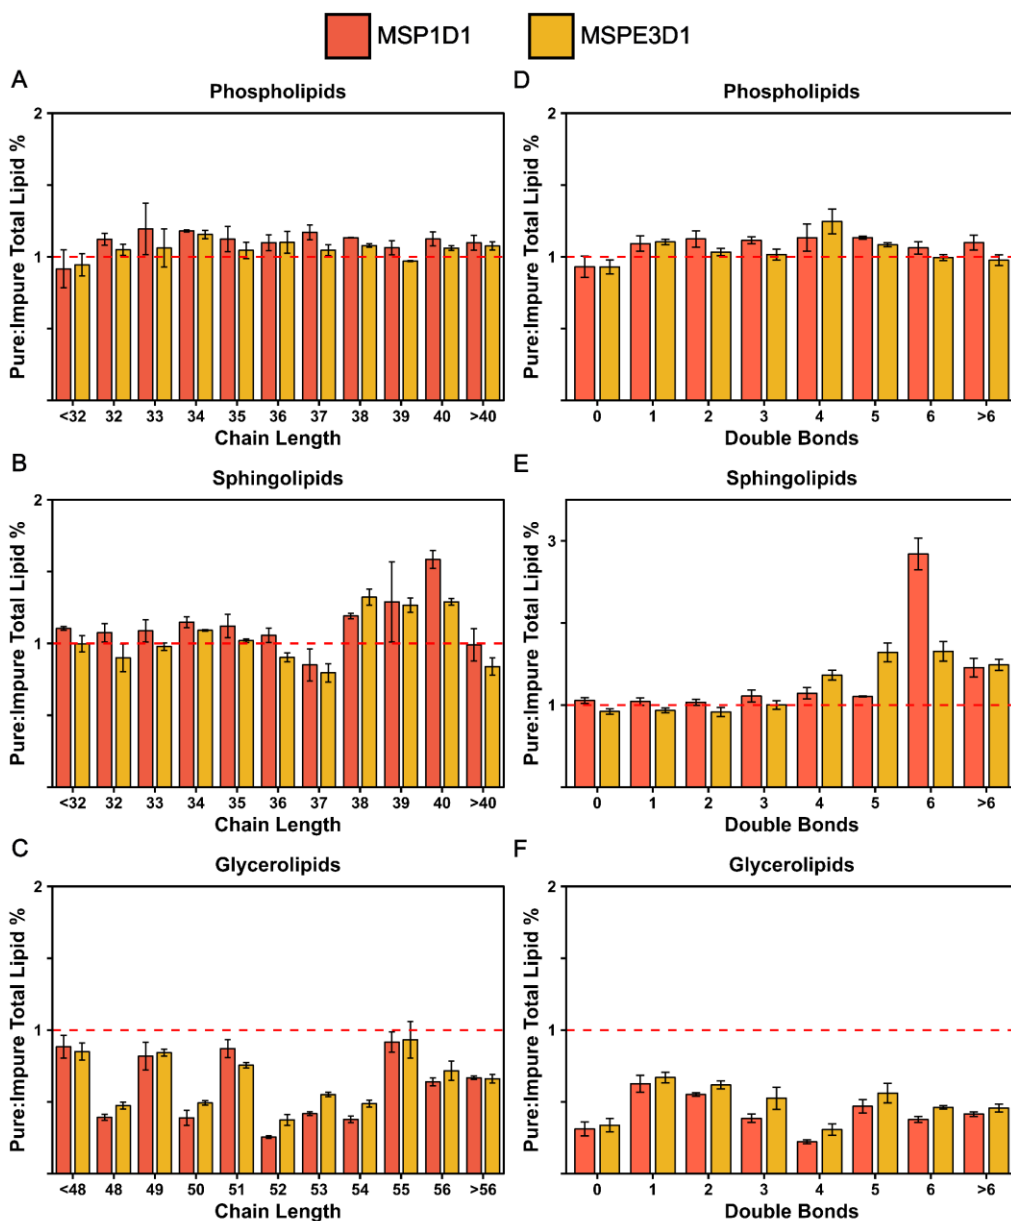 MSP1D1 MSPE3D1
A
Phospholipids
Pure:Impure Total Lipid %
2
1
<32 32 33 34 35 36 37 38 39 40 >40
Chain Length
D
Phospholipids
Pure:Impure Total Lipid %
2
1
0 1 2 3 4 5 6 >6
Double Bonds
B
Sphingolipids
Pure:Impure Total Lipid %
2
1
<32 32 33 34 35 36 37 38 39 40 >40
Chain Length
E
Sphingolipids
Pure:Impure Total Lipid %
3
1
0 1 2 3 4 5 6 >6
Double Bonds
C
Glycerolipids
Pure:Impure Total Lipid %
2
1
<48 48 49 50 51 52 53 54 55 56 >56
Chain Length
F
Glycerolipids
Pure:Impure Total Lipid %
2
1
0 1 2 3 4 5 6 >6
Double Bonds